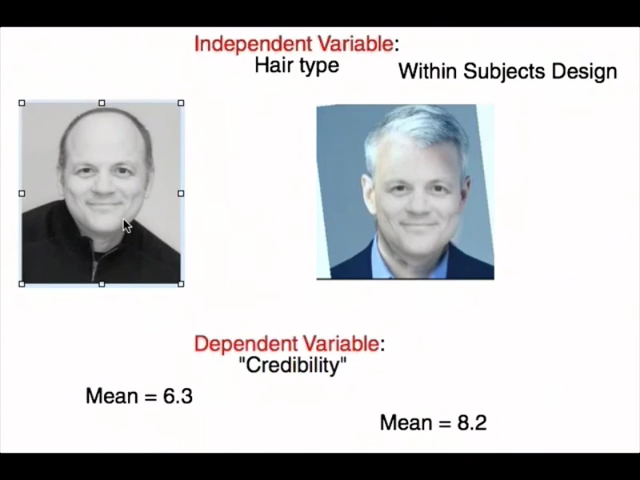 Independent Variable:
Hair type
Within Subjects Design
Dependent Variable:
"Credibility"
Mean = 6.3
Mean = 8.2